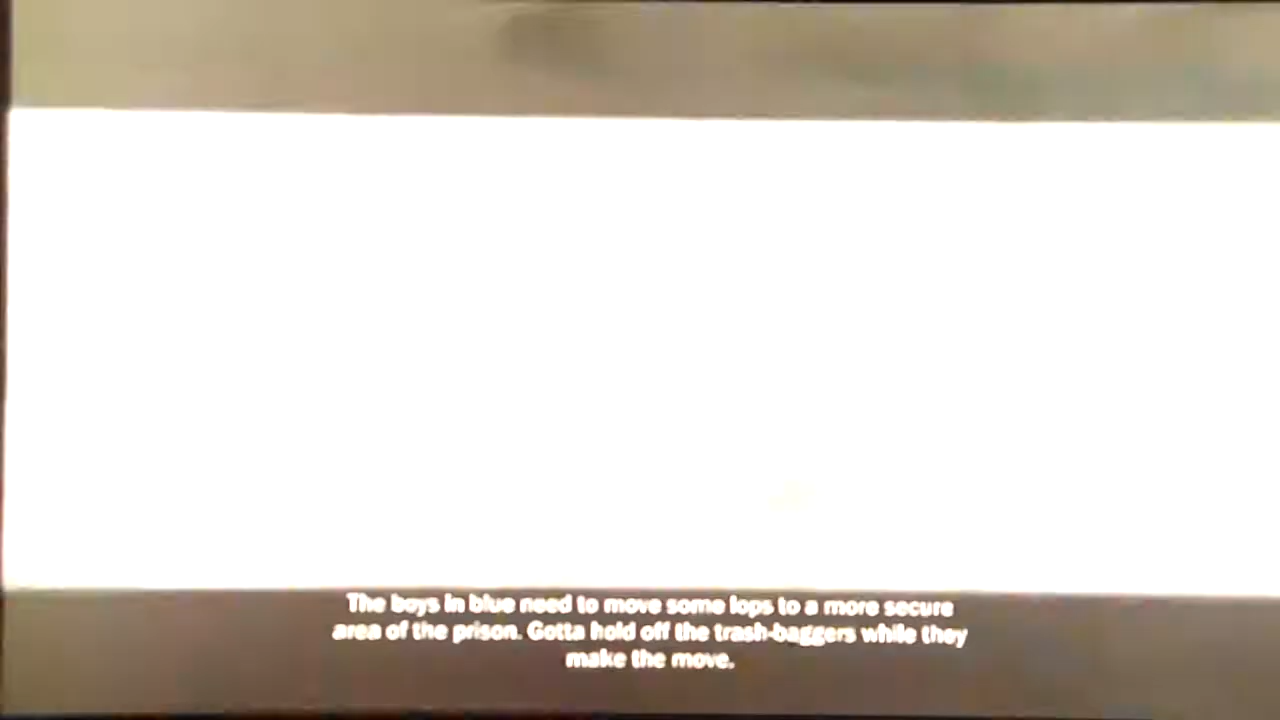 The boys in blue need to move some lops to a more secure
area of the prison. Gotta hold off the trash-baggers while they
make the move.